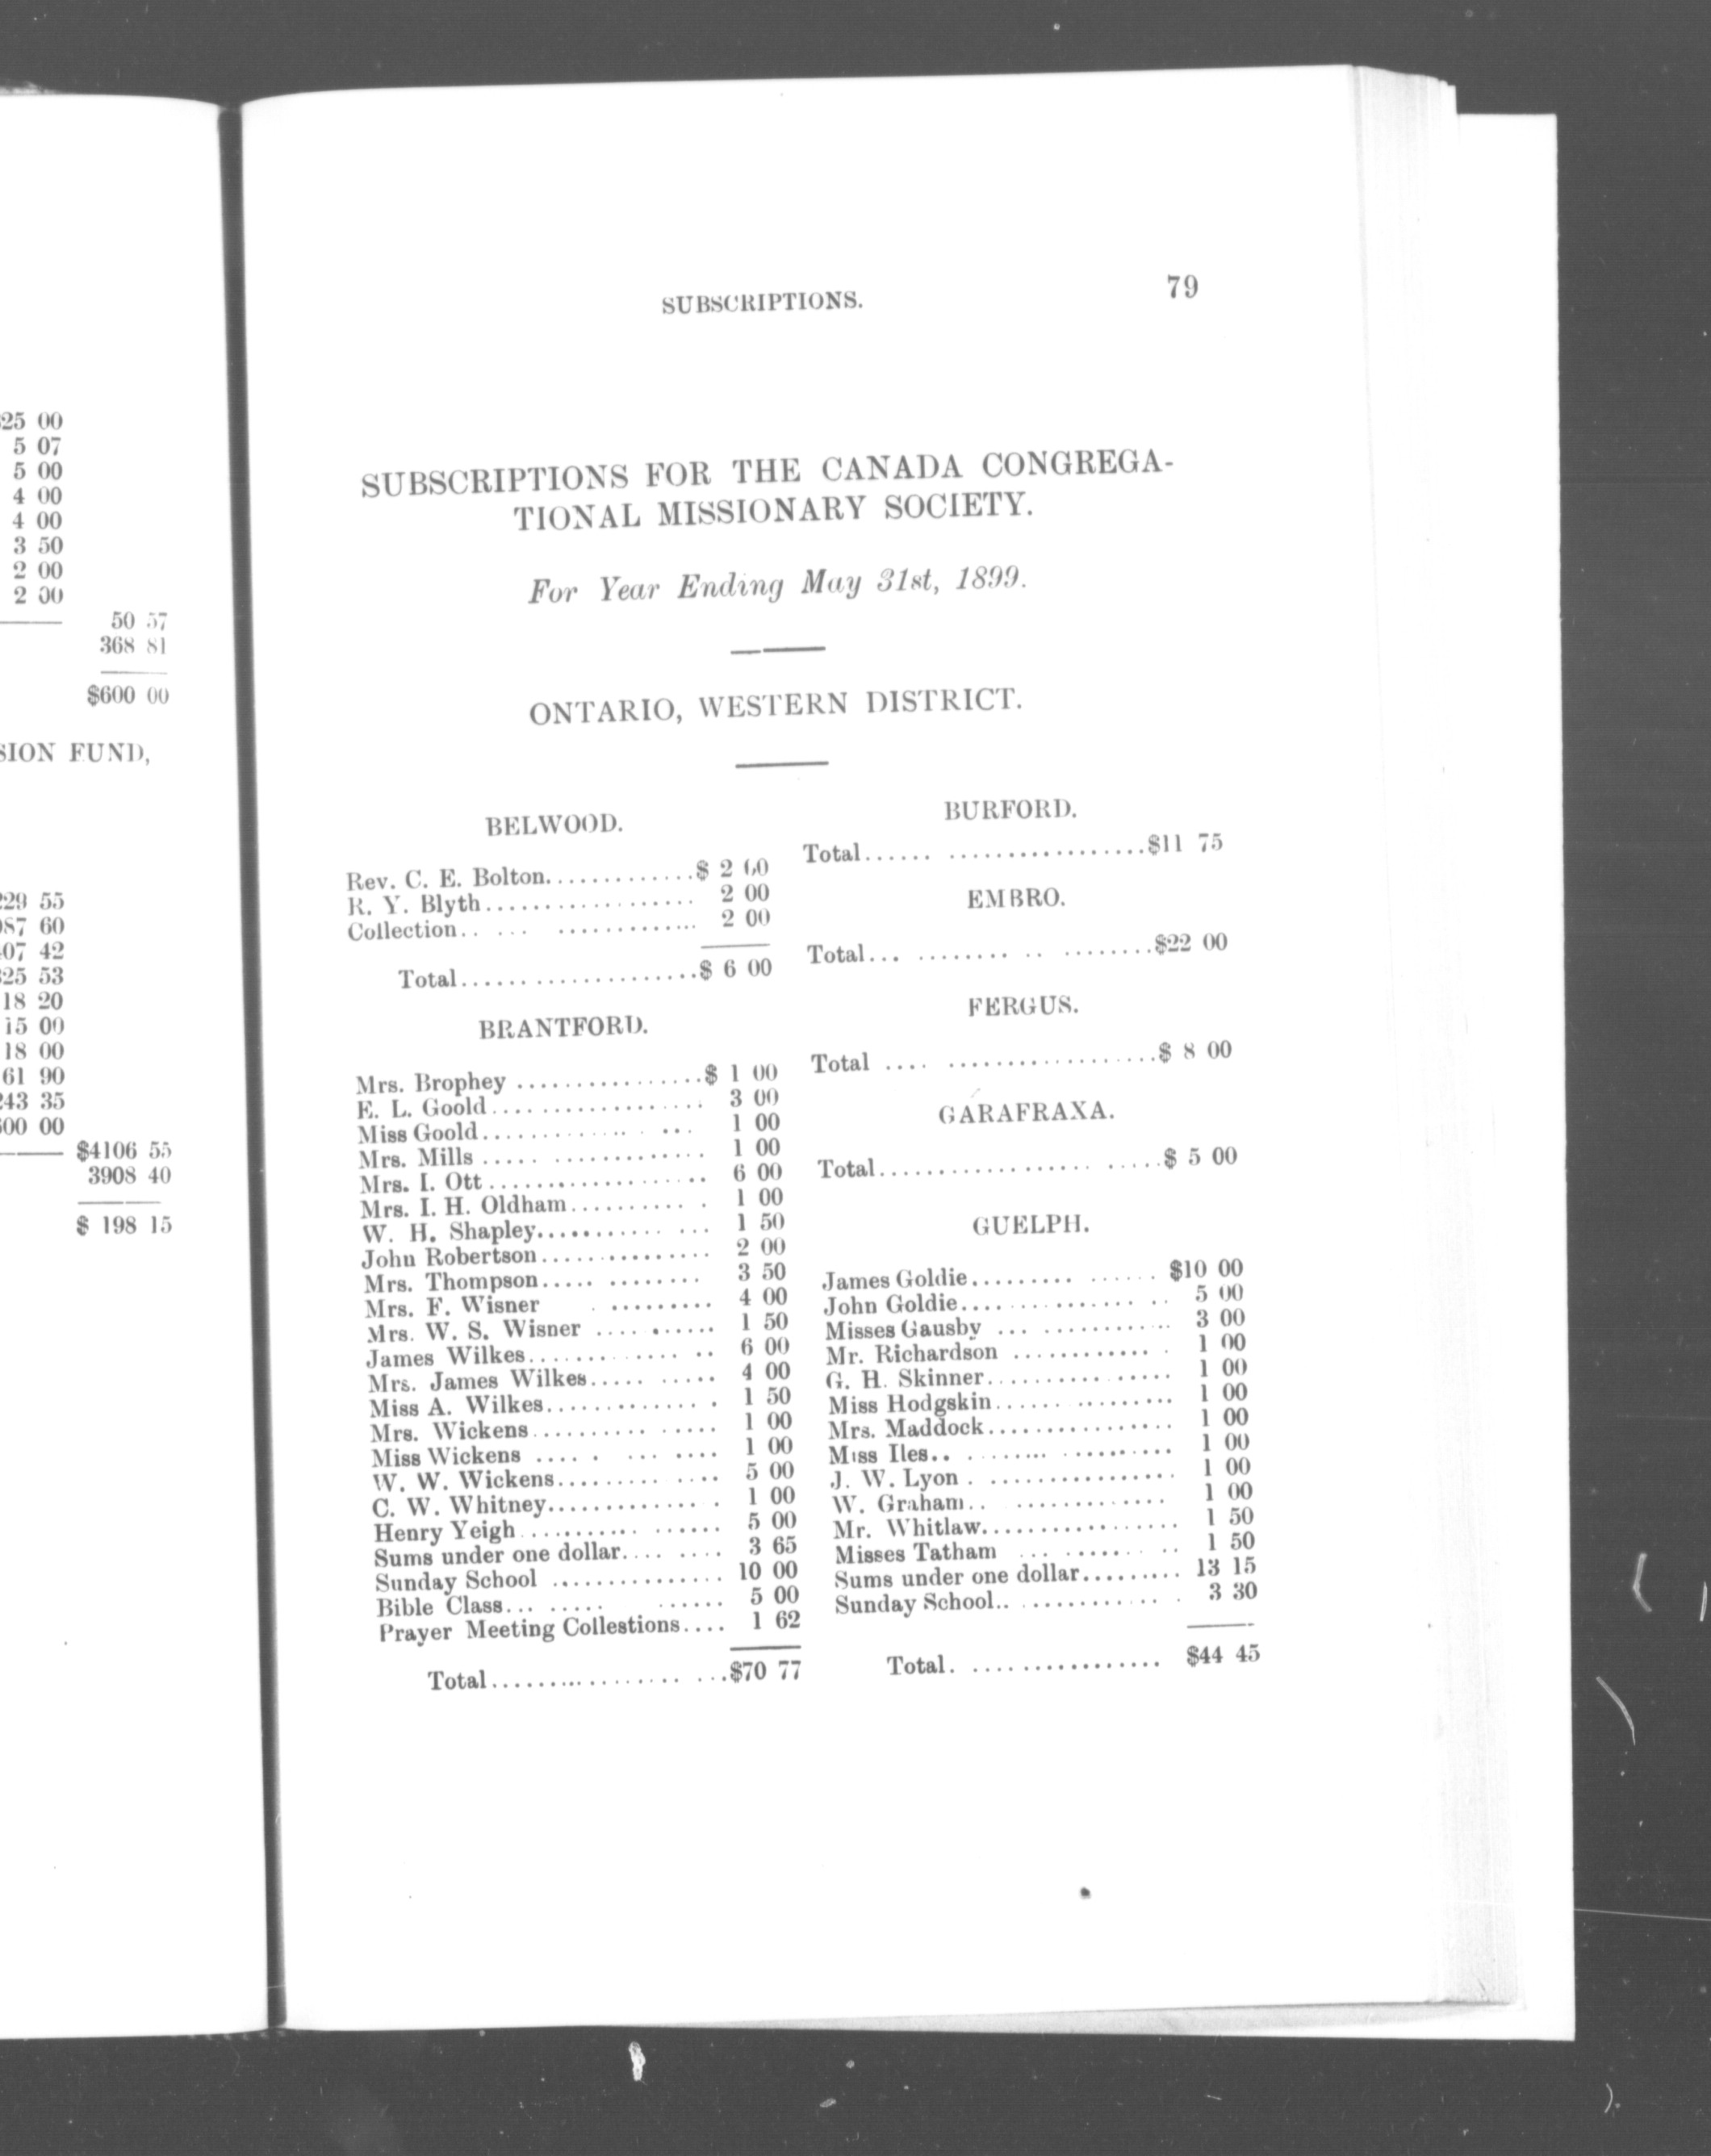 25 00
5 07
5 00
4 00
4 00
3 50
2 00
2 00
50 57
368 81
$600 00
SION FUND,
229 55
087 60
407 42
325 53
18 20
15 00
18 00
61 90
243 35
600 00
$4106 55
3908 40
$ 198 15
SUBSCRIPTIONS. 79
SUBSCRIPTIONS FOR THE CANADA CONGREGA-
TIONAL MISSIONARY SOCIETY.
For Year Ending May 31st, 1899.
ONTARIO, WESTERN DISTRICT.
BELWOOD.
Rev. C. E. Bolton.............$ 2 00
R. Y. Blyth.................. 2 00
Collection.. ... ............. 2 00
Total.....................$ 6 00
BRANTFORD.
Mrs. Brophey ................$ 1 00
E. L. Goold.................. 3 00
Miss Goold.............. ... 1 00
Mrs. Mills ..... ............. 1 00
Mrs. I. Ott................... 6 00
Mrs. I. H. Oldham.......... . 1 00
W. H. Shapley............ ... 1 50
John Robertson................ 2 00
Mrs. Thompson..... ........ 3 50
Mrs. F. Wisner . ......... 4 00
Mrs. W. S. Wisner .... ...... 1 50
James Wilkes.............. .. 6 00
Mrs. James Wilkes..... ..... 4 00
Miss A. Wilkes............. . 1 50
Mrs. Wickens.......... ..... 1 00
Miss Wickens .... . ... .... 1 00
W. W. Wickens......... .... 5 00
C. W. Whitney............. . 1 00
Henry Yeigh........... ...... 5 00
Sums under one dollar.... .... 3 65
Sunday School ............... 10 00
Bible Class... ..... ...... 5 00
Prayer Meeting Collestions.... 1 62
Total................ ...$70 77
BURFORD.
Total...... .................$11 75
EMBRO.
Total... ........ .. ........$22 00
FERGUS.
Total .... ..................$ 8 00
GARAFRAXA.
Total.................. .....$ 5 00
GUELPH.
James Goldie......... ...... $10 00
John Goldie............... .. 5 00
Misses Gausby ... ........... 3 00
Mr. Richardson ............ . 1 00
G. H. Skinner................ 1 00
Miss Hodgskin...... ......... 1 00
Mrs. Maddock................ 1 00
Miss Iles.. ........ .......... 1 00
J. W. Lyon . ................ 1 00
W. Graham.. ............. 1 00
Mr. Whitlaw................. 1 50
Misses Tatham ... ........ .. 1 50
Sums under one dollar......... 13 15
Sunday School.. ............ . 3 30
Total. ................ $44 45